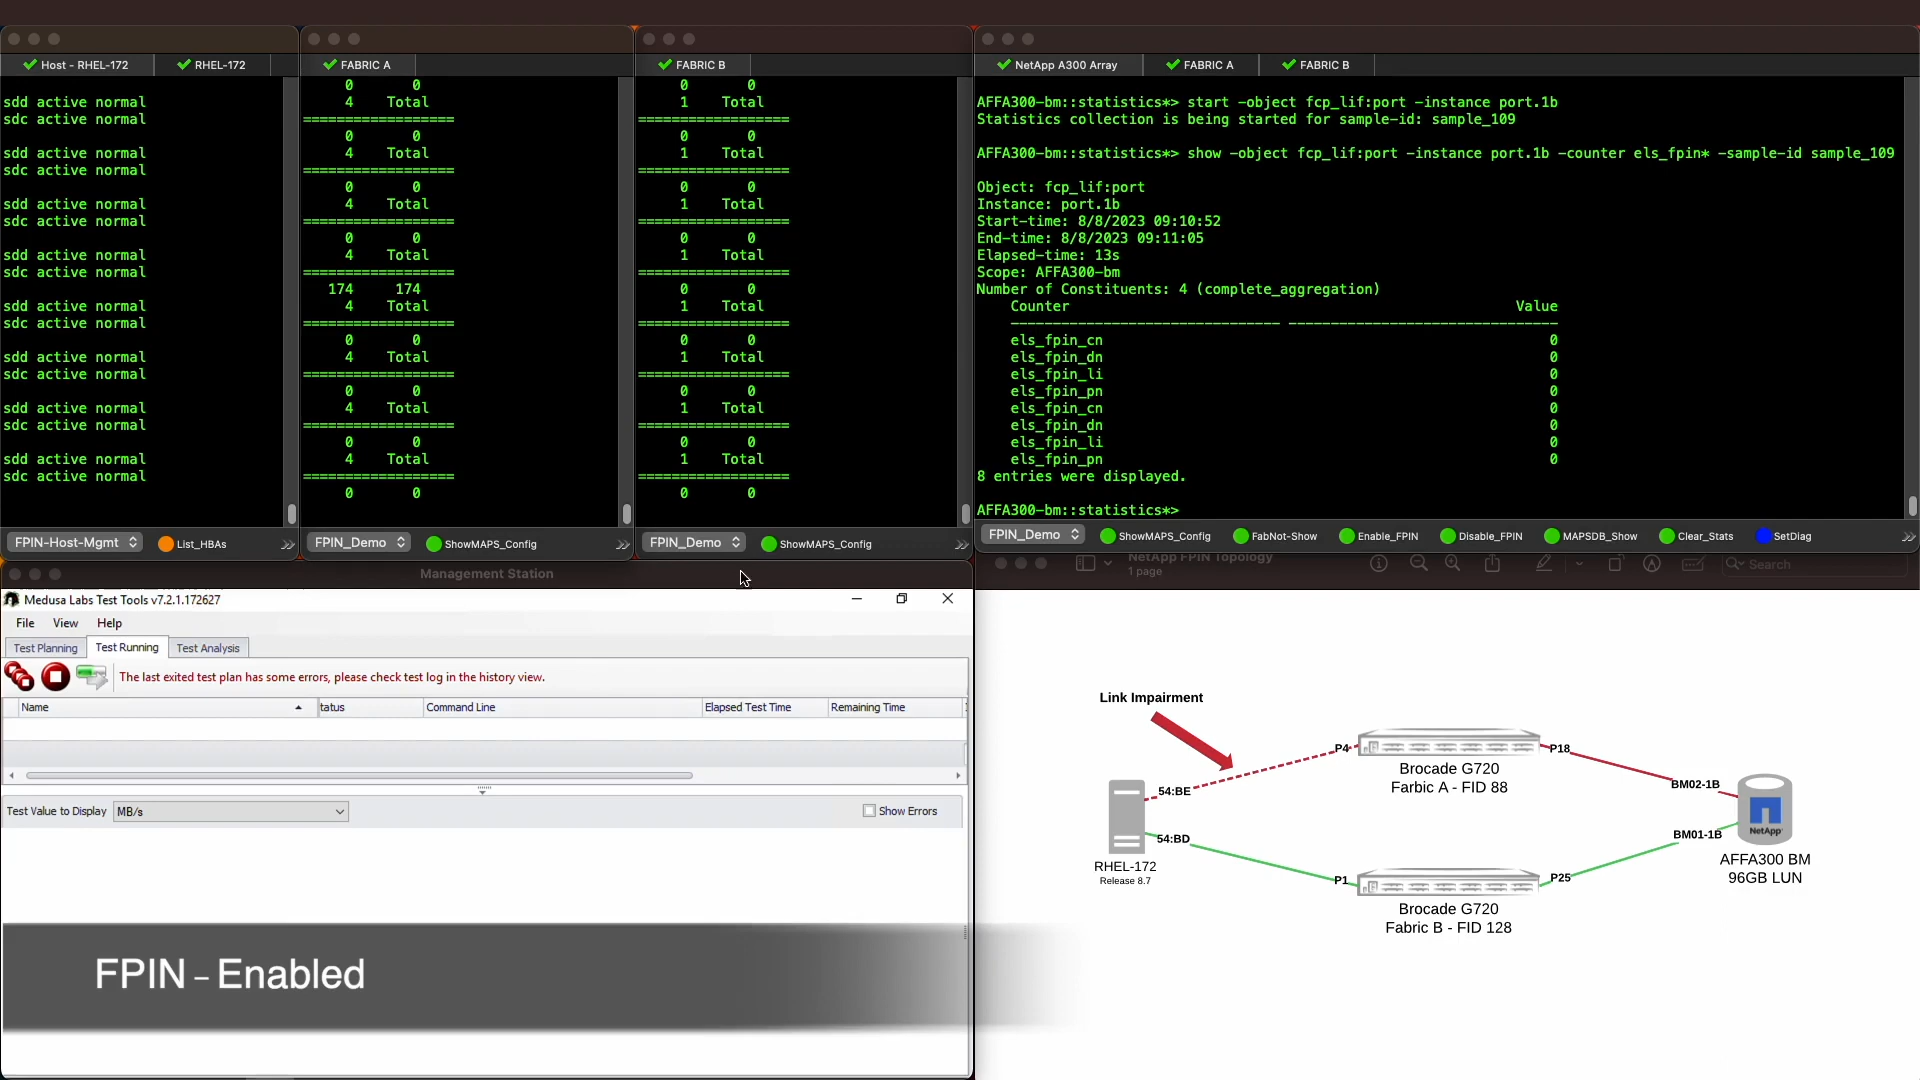 Host - RHEL-172
RHEL-172
sdd active normal
sdc active normal
sdd active normal
sdc active normal
sdd active normal
sdc active normal
sdd active normal
sdc active normal
sdd active normal
sdc active normal
sdd active normal
sdc active normal
sdd active normal
sdc active normal
sdd active normal
sdc active normal
FPIN-Host-Mgmt
List_HBAs
FABRIC A
0 0
4 Total
===================
0 0
4 Total
===================
0 0
4 Total
===================
0 0
4 Total
===================
174 174
4 Total
===================
0 0
4 Total
===================
0 0
4 Total
===================
0 0
4 Total
===================
0 0
FPIN_Demo
ShowMAPS_Config
FABRIC B
0 0
1 Total
===================
0 0
1 Total
===================
0 0
1 Total
===================
0 0
1 Total
===================
0 0
1 Total
===================
0 0
1 Total
===================
0 0
1 Total
===================
0 0
1 Total
===================
0 0
FPIN_Demo
ShowMAPS_Config
NetApp A300 Array
FABRIC A
FABRIC B
AFFA300-bm::statistics*> start -object fcp_lif:port -instance port.1b
Statistics collection is being started for sample-id: sample_109
AFFA300-bm::statistics*> show -object fcp_lif:port -instance port.1b -counter els_fpin* -sample-id sample_109
Object: fcp_lif:port
Instance: port.1b
Start-time: 8/8/2023 09:10:52
End-time: 8/8/2023 09:11:05
Elapsed-time: 13s
Scope: AFFA300-bm
Number of Constituents: 4 (complete_aggregation)
Counter Value
-------------------------------- --------------------------------
els_fpin_cn 0
els_fpin_dn 0
els_fpin_li 0
els_fpin_pn 0
els_fpin_cn 0
els_fpin_dn 0
els_fpin_li 0
els_fpin_pn 0
8 entries were displayed.
AFFA300-bm::statistics*>
FPIN_Demo
ShowMAPS_Config
FabNot-Show
Enable_FPIN
Disable_FPIN
MAPSDB_Show
Clear_Stats
SetDiag
Management Station
Medusa Labs Test Tools v7.2.1.172627
File View Help
Test Planning
Test Running
Test Analysis
The last exited test plan has some errors, please check test log in the history view.
Name
tatus
Command Line
Elapsed Test Time
Remaining Time
Test Value to Display
MB/s
Show Errors
FPIN – Enabled
NetApp FPIN Topology
1 page
Search
Link Impairment
P4
P18
Brocade G720
Farbic A - FID 88
54:BE
BM02-1B
NetApp
54:BD
BM01-1B
RHEL-172
Release 8.7
AFFA300 BM
96GB LUN
P1
P25
Brocade G720
Fabric B - FID 128